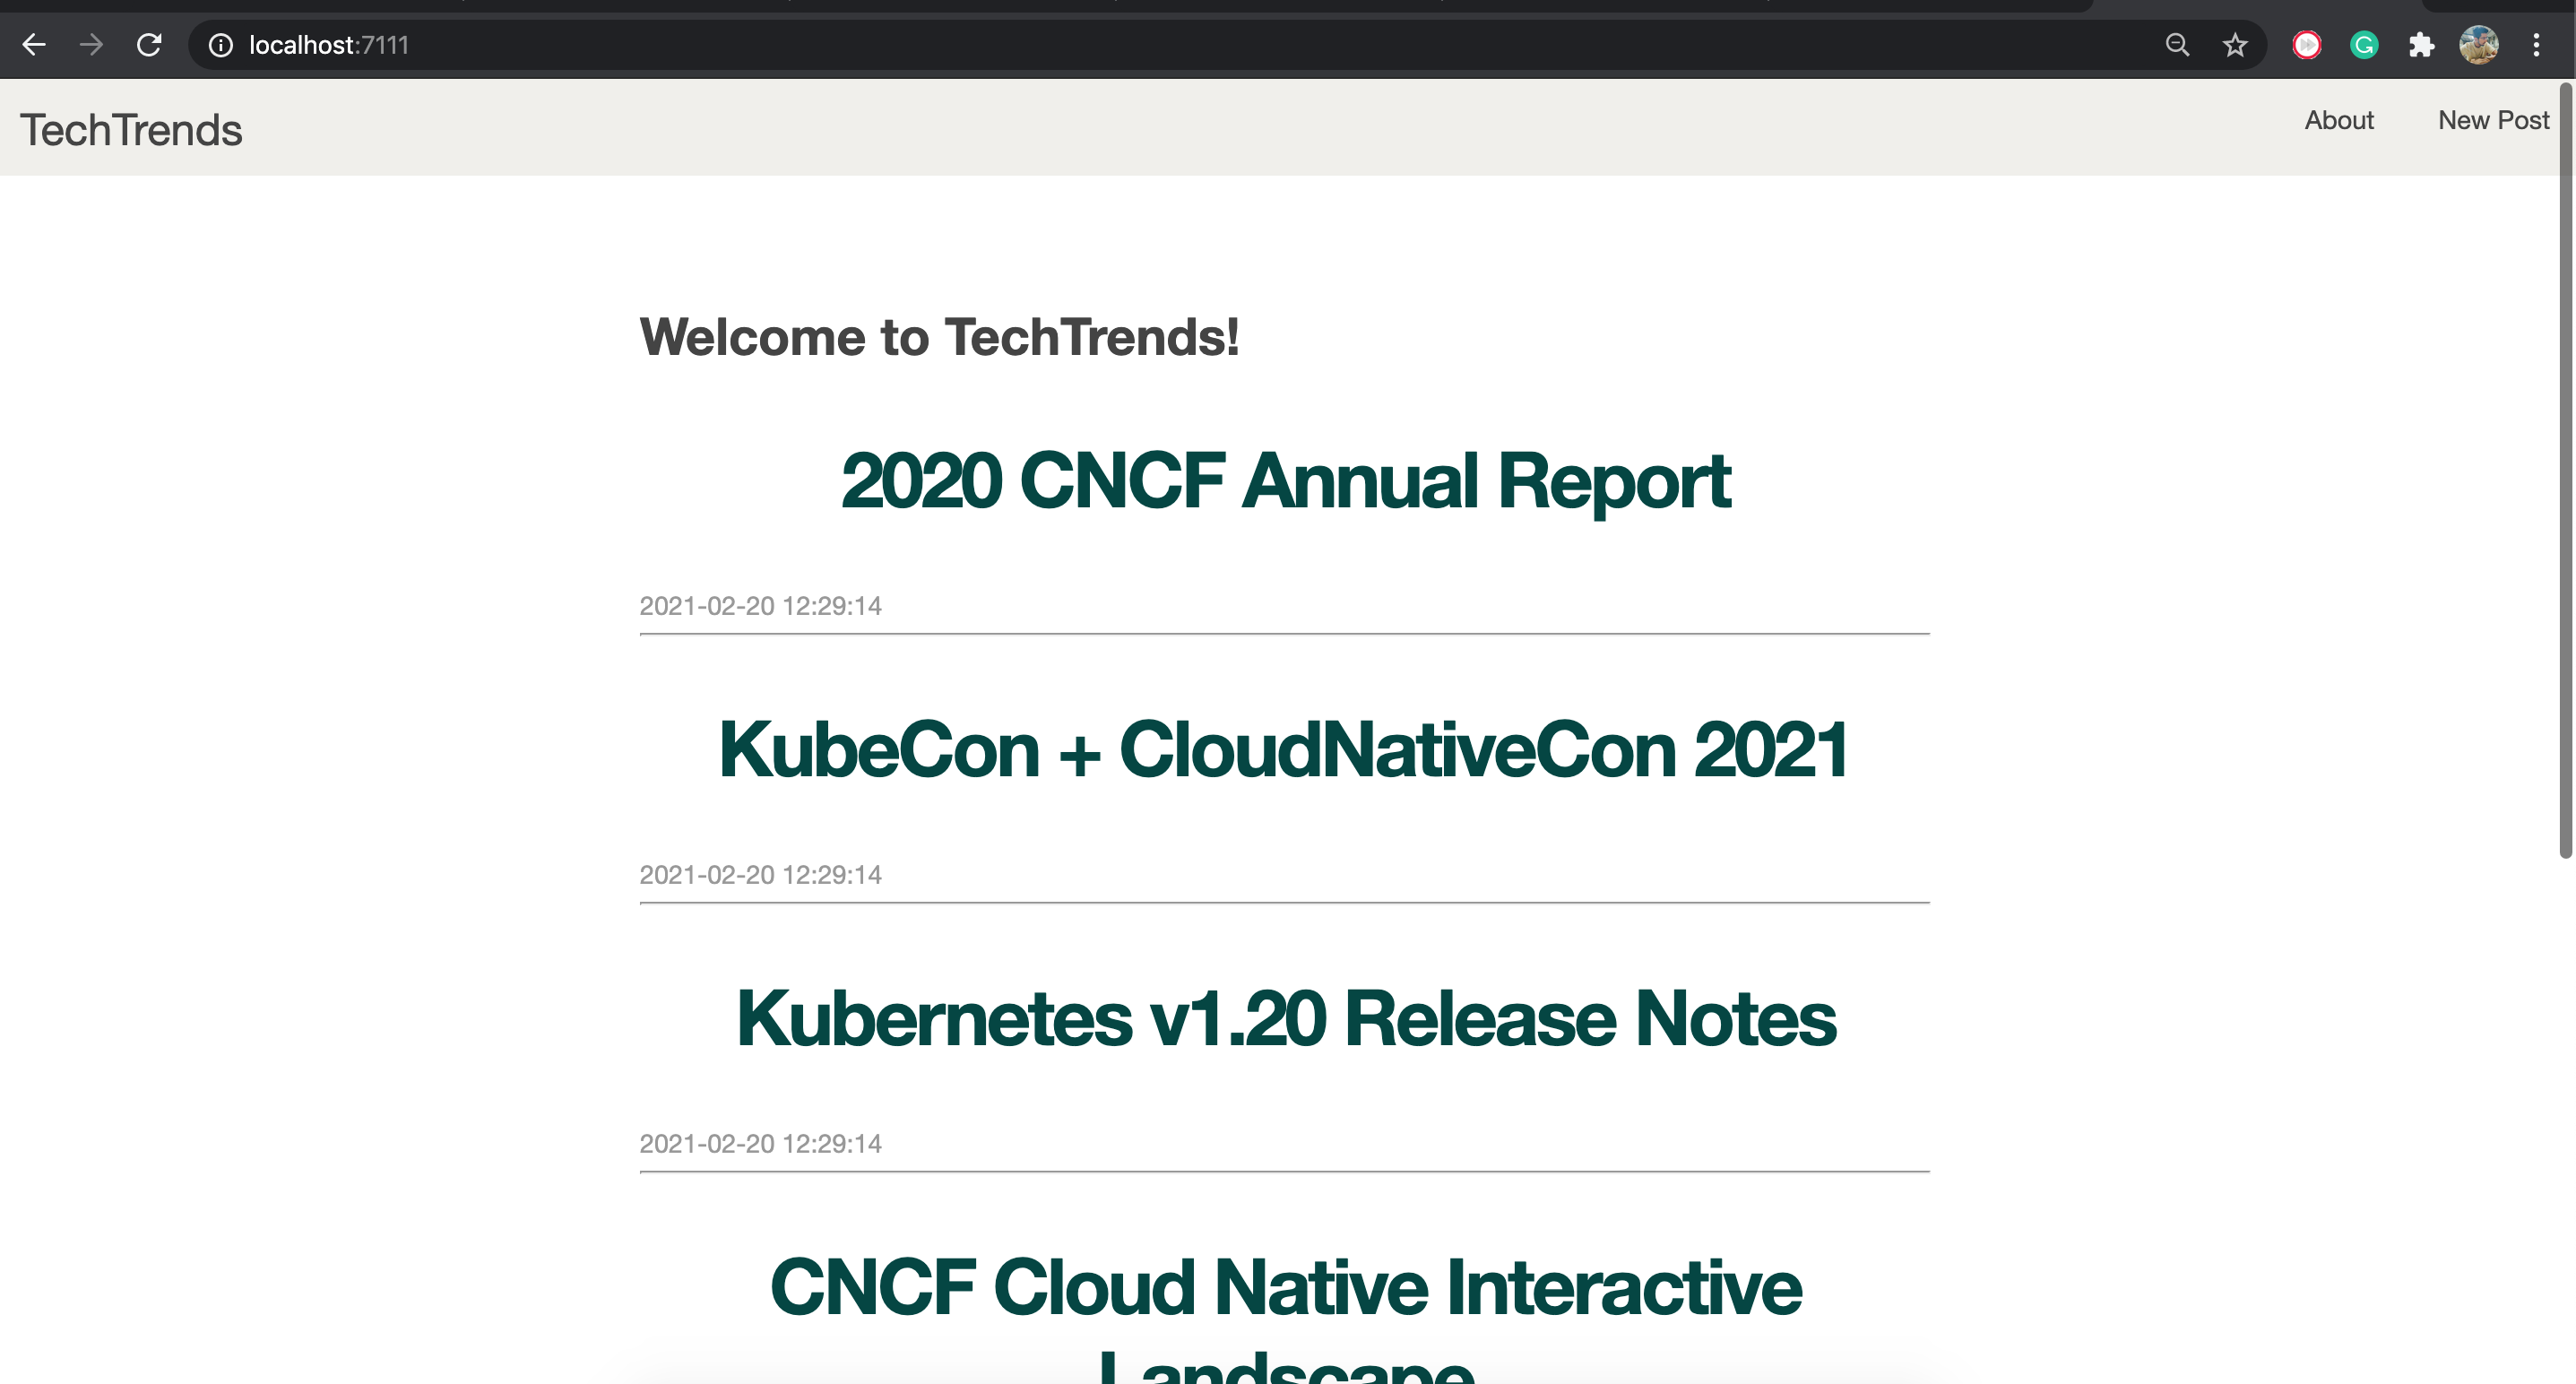 localhost:7111
TechTrends
About
New Post
Welcome to TechTrends!
2020 CNCF Annual Report
2021-02-20 12:29:14
KubeCon + CloudNativeCon 2021
2021-02-20 12:29:14
Kubernetes v1.20 Release Notes
2021-02-20 12:29:14
CNCF Cloud Native Interactive
Landscape